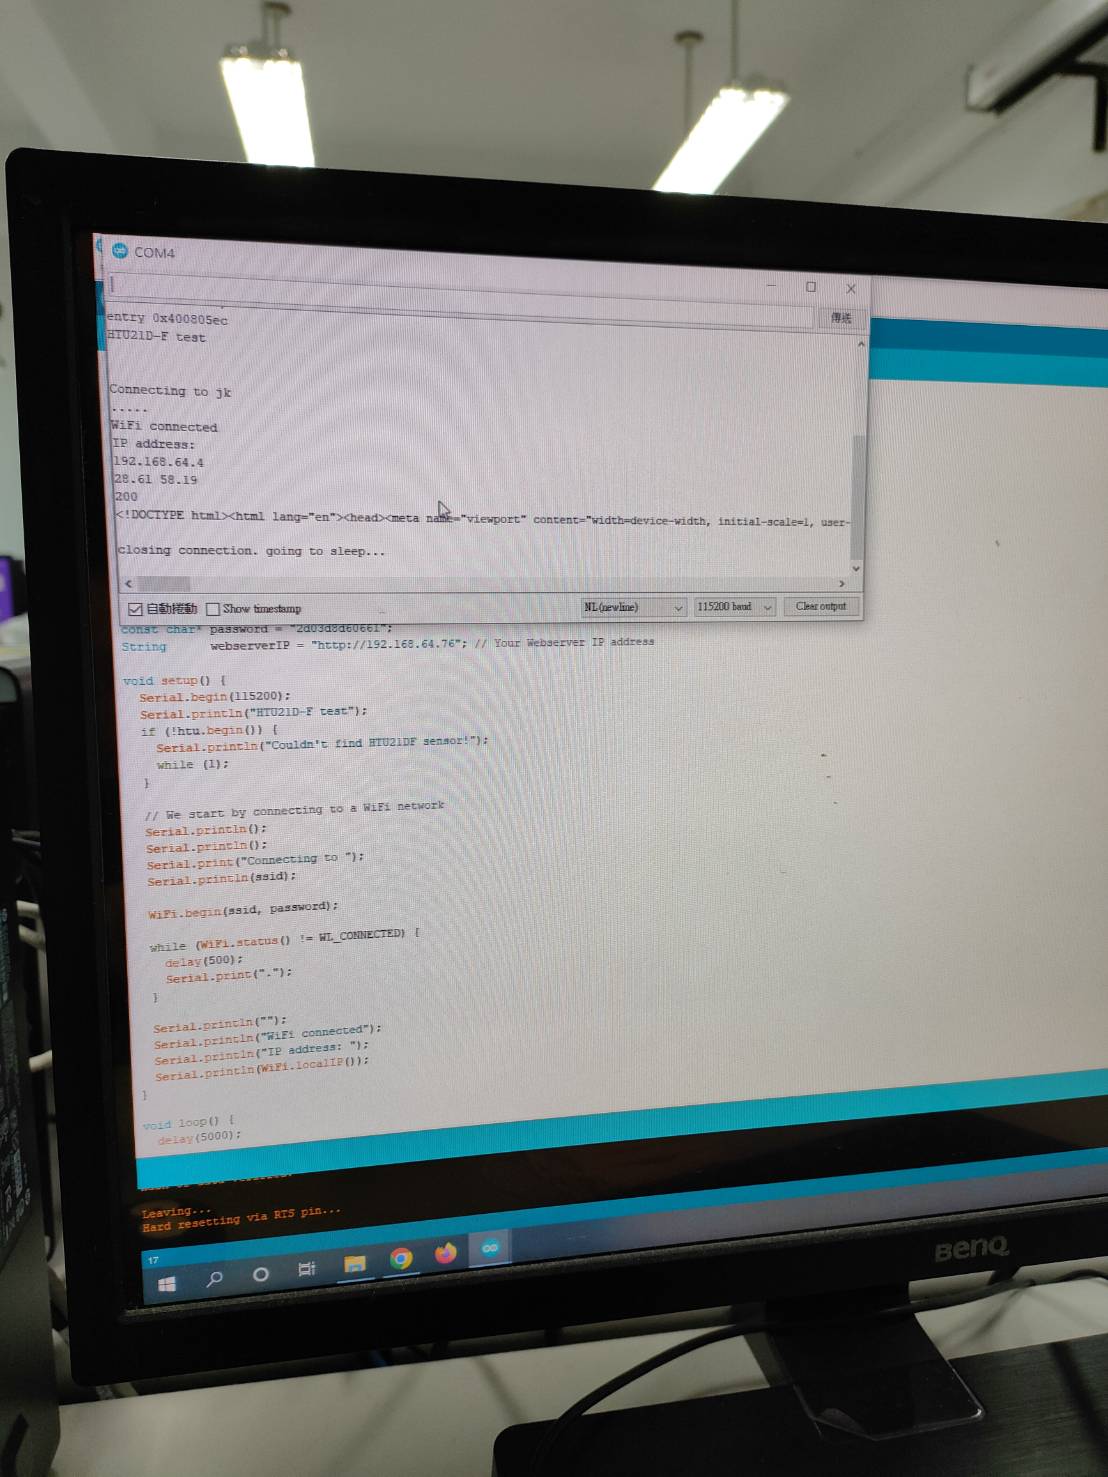 COM4
傳送
entry 0x400805ec
HTU21D-F test
Connecting to jk
.....
WiFi connected
IP address:
192.168.64.4
28.61 58.19
200
<!DOCTYPE html><html lang="en"><head><meta name="viewport" content="width=device-width, initial-scale=1, user-
closing connection. going to sleep...
自動捲動 Show timestamp NL(newline) 115200 baud Clear output
const char* password = "2d03d8d60661";
String webserverIP = "http://192.168.64.76"; // Your Webserver IP address
void setup() {
Serial.begin(115200);
Serial.println("HTU21D-F test");
if (!htu.begin()) {
Serial.println("Couldn't find HTU21DF sensor!");
while (1);
}
// We start by connecting to a WiFi network
Serial.println();
Serial.println();
Serial.print("Connecting to ");
Serial.println(ssid);
WiFi.begin(ssid, password);
while (WiFi.status() != WL_CONNECTED) {
delay(500);
Serial.print(".");
}
Serial.println("");
Serial.println("WiFi connected");
Serial.println("IP address: ");
Serial.println(WiFi.localIP());
}
void loop() {
delay(5000);
Leaving...
Hard resetting via RTS pin...
17
BenQ